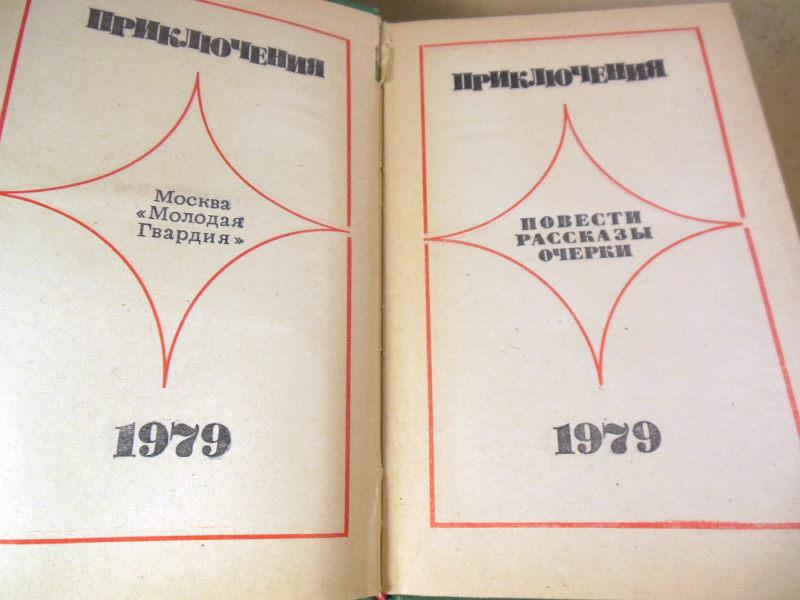 ПРИКЛЮЧЕНИЯ
Москва
«Молодая
Гвардия»
1979
ПРИКЛЮЧЕНИЯ
ПОВЕСТИ
РАССКАЗЫ
ОЧЕРКИ
1979